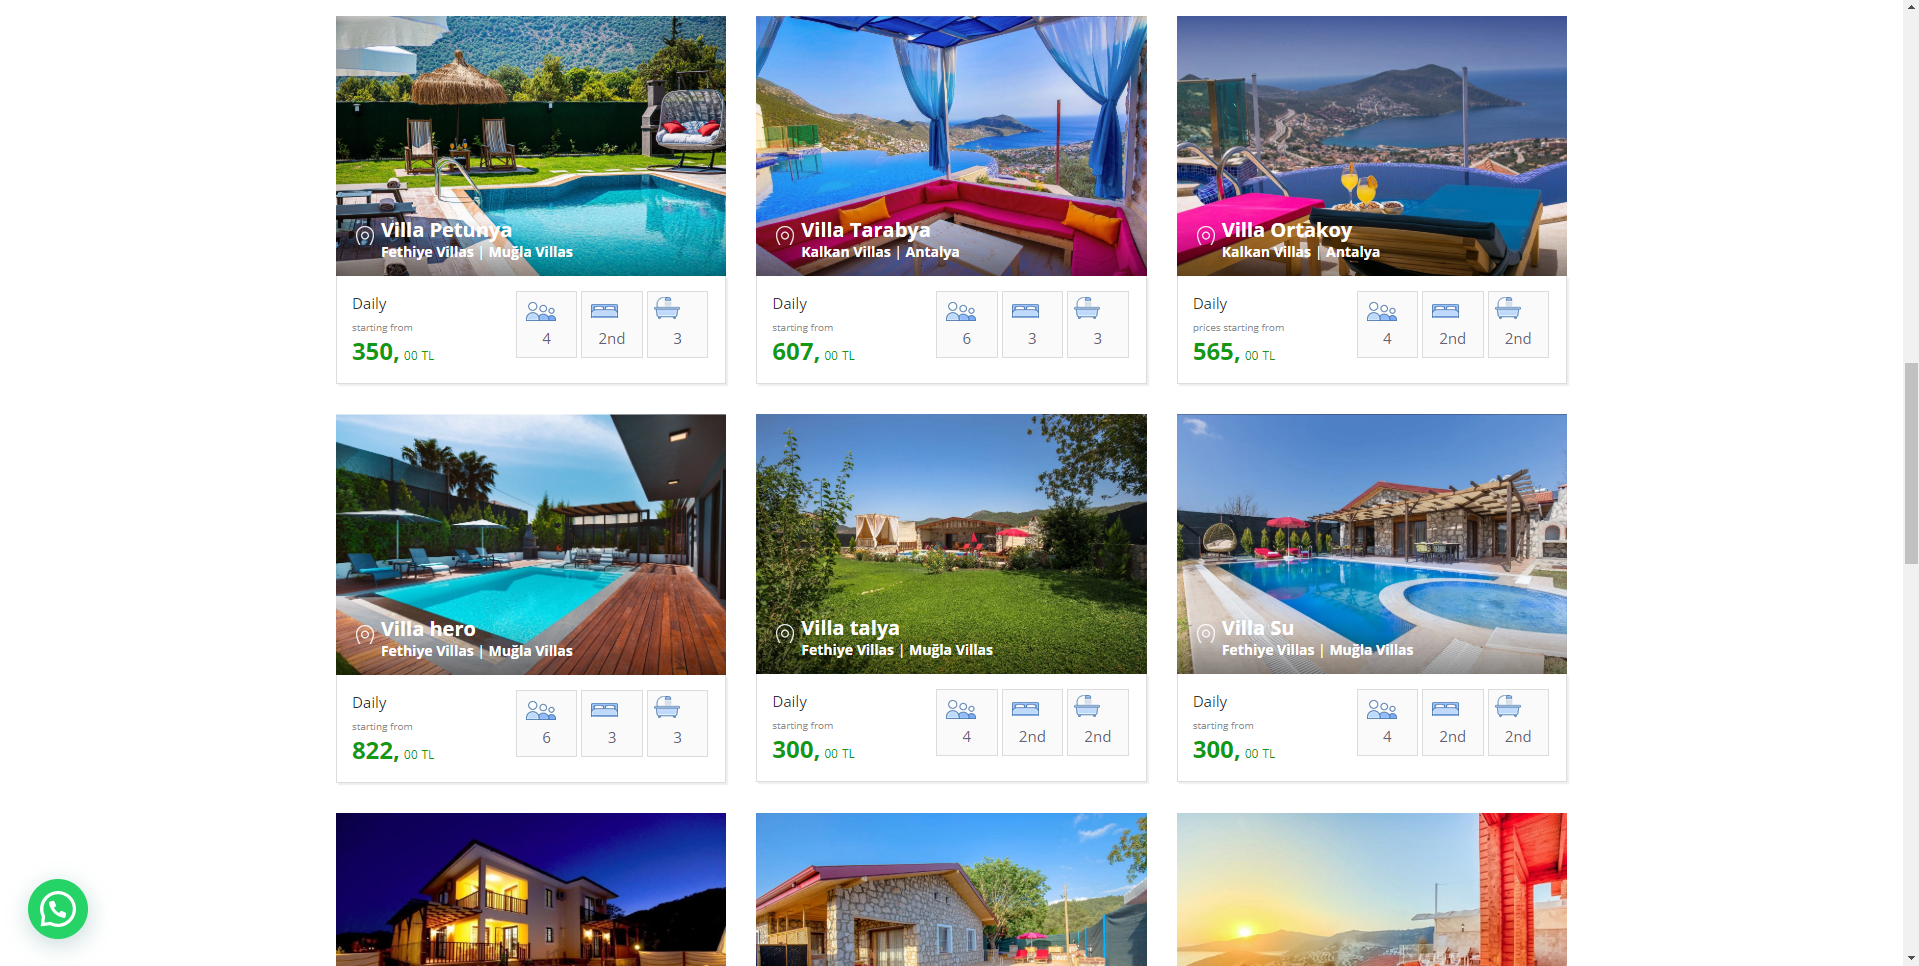 Villa Petunya
Fethiye Villas | Muğla Villas
Daily
starting from
350, 00 TL
4
2nd
3
Villa Tarabya
Kalkan Villas | Antalya
Daily
starting from
607, 00 TL
6
3
3
Villa Ortakoy
Kalkan Villas | Antalya
Daily
prices starting from
565, 00 TL
4
2nd
2nd
Villa hero
Fethiye Villas | Muğla Villas
Daily
starting from
822, 00 TL
6
3
3
Villa talya
Fethiye Villas | Muğla Villas
Daily
starting from
300, 00 TL
4
2nd
2nd
Villa Su
Fethiye Villas | Muğla Villas
Daily
starting from
300, 00 TL
4
2nd
2nd